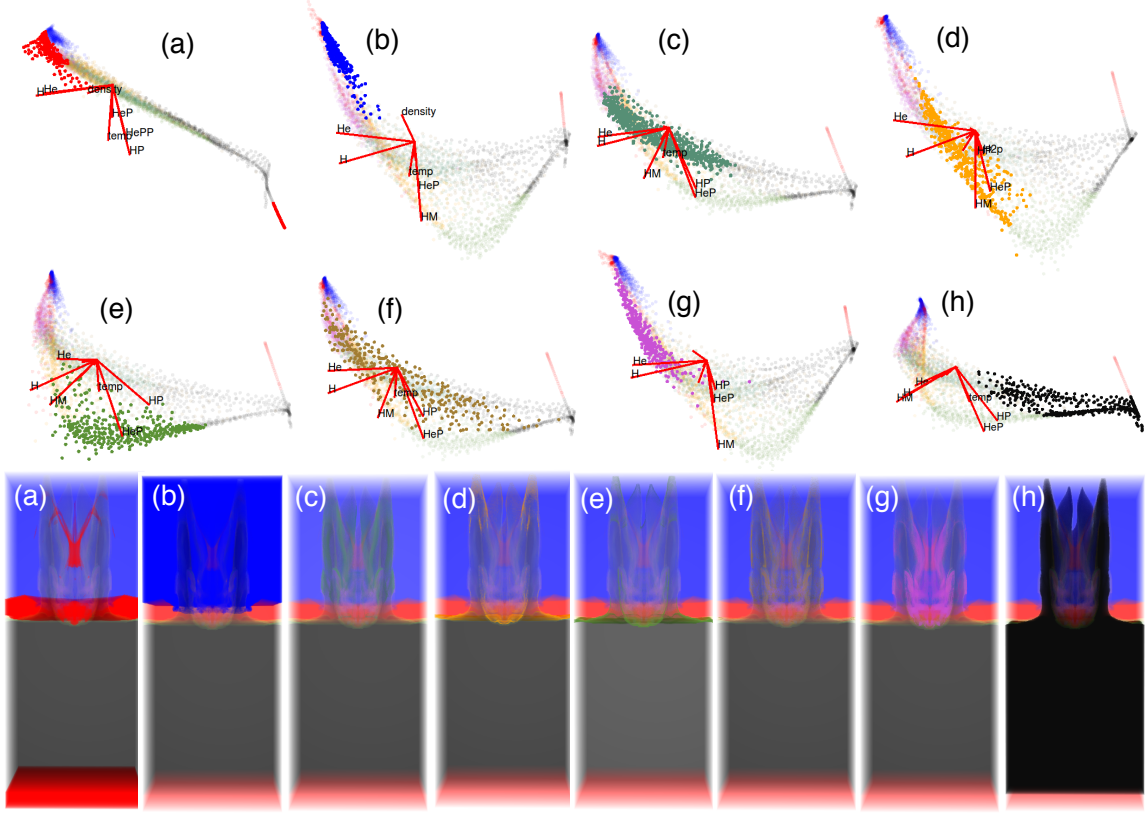 (a)
H
He
density
HeP
temp
HePP
HP
(b)
density
He
H
temp
HeP
HM
(c)
He
H
temp
HM
HP
HeP
(d)
He
H
HeP
HM
(e)
He
H
HM
temp
HP
HeP
(f)
He
H
temp
HM
HP
HeP
(g)
He
H
HP
HeP
HM
(h)
He
H
HM
temp
HP
HeP
(a)
(b)
(c)
(d)
(e)
(f)
(g)
(h)